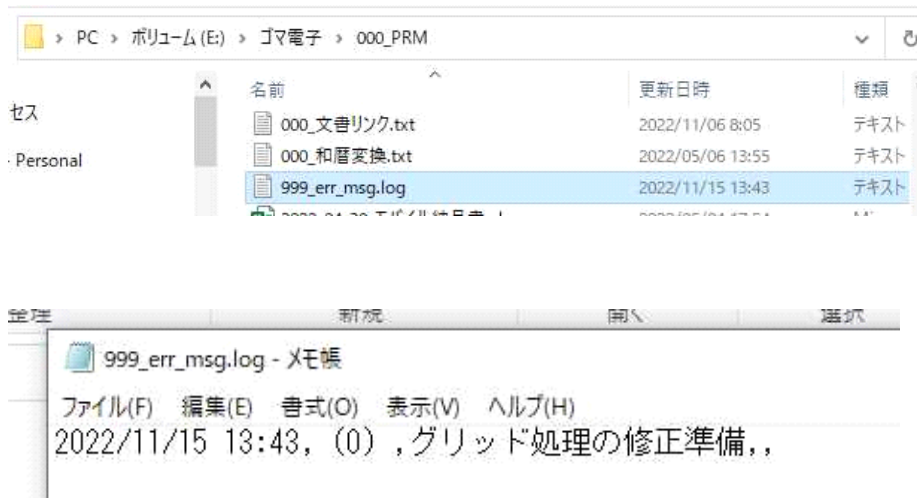 PC › ボリューム (E:) › ゴマ電子 › 000_PRM
名前 更新日時 種類
セス
000_文書リンク.txt 2022/11/06 8:05 テキスト
Personal
000_和暦変換.txt 2022/05/06 13:55 テキスト
999_err_msg.log 2022/11/15 13:43 テキスト
整理 新規 開く 選択
999_err_msg.log - メモ帳
ファイル(F) 編集(E) 書式(O) 表示(V) ヘルプ(H)
2022/11/15 13:43, (0) ,グリッド処理の修正準備,,